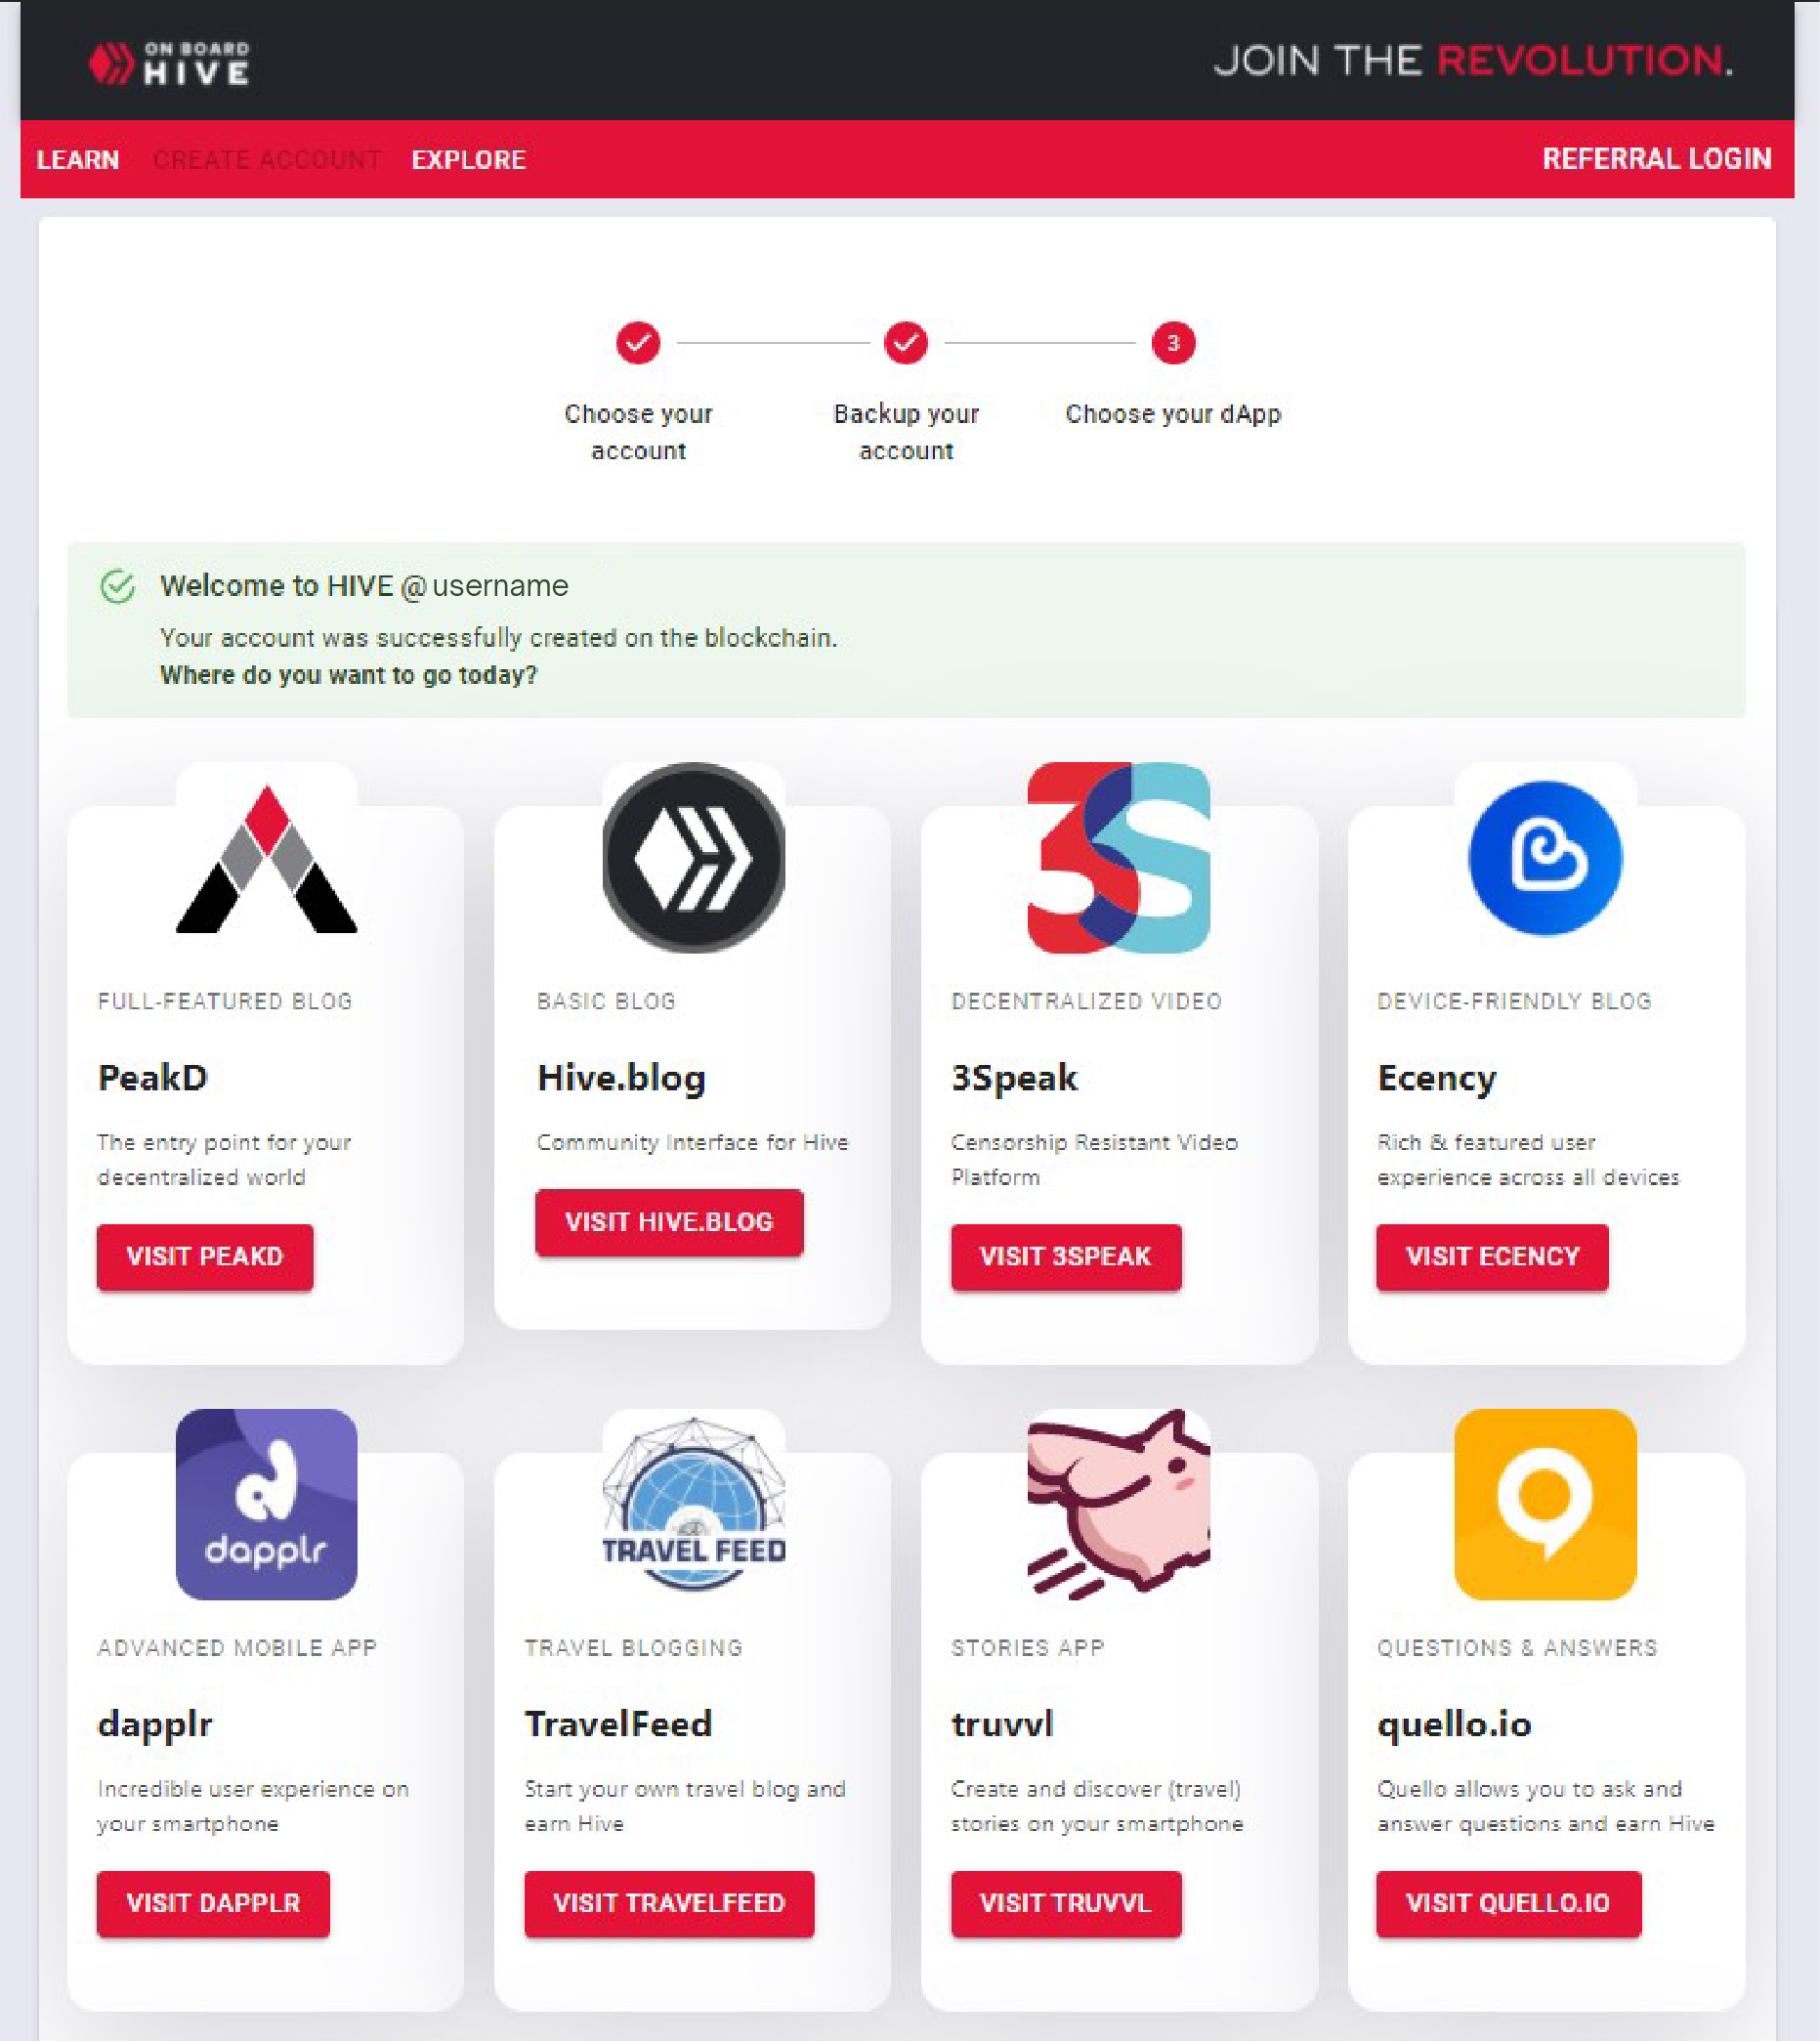 ON BOARD
HIVE
JOIN THE REVOLUTION.
LEARN CREATE ACCOUNT EXPLORE REFERRAL LOGIN
3
Choose your
account
Backup your
account
Choose your dApp
Welcome to HIVE @username
Your account was successfully created on the blockchain.
Where do you want to go today?
FULL-FEATURED BLOG
PeakD
The entry point for your
decentralized world
VISIT PEAKD
BASIC BLOG
Hive.blog
Community Interface for Hive
VISIT HIVE.BLOG
3S
DECENTRALIZED VIDEO
3Speak
Censorship Resistant Video
Platform
VISIT 3SPEAK
DEVICE-FRIENDLY BLOG
Ecency
Rich & featured user
experience across all devices
VISIT ECENCY
d
dapplr
ADVANCED MOBILE APP
dapplr
Incredible user experience on
your smartphone
VISIT DAPPLR
TRAVEL FEED
TRAVEL BLOGGING
TravelFeed
Start your own travel blog and
earn Hive
VISIT TRAVELFEED
STORIES APP
truvvl
Create and discover (travel)
stories on your smartphone
VISIT TRUVVL
QUESTIONS & ANSWERS
quello.io
Quello allows you to ask and
answer questions and earn Hive
VISIT QUELLO.IO